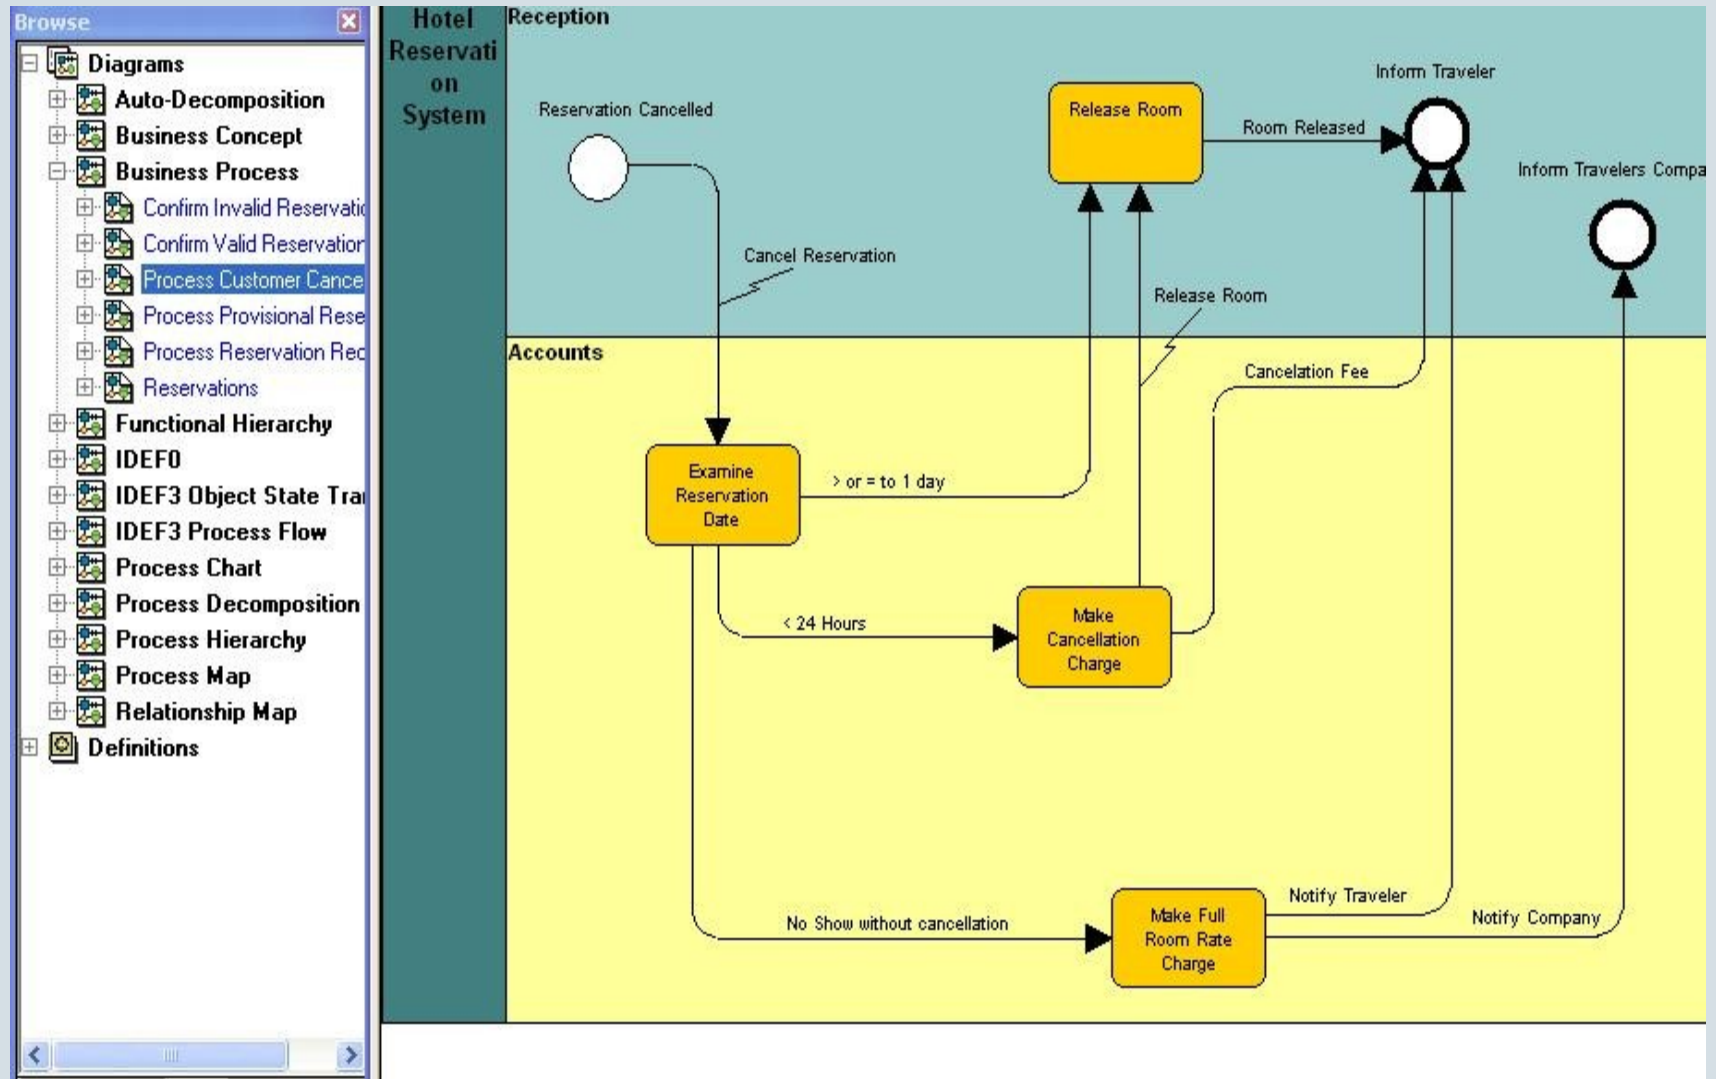 Browse
Diagrams
Auto-Decomposition
Business Concept
Business Process
Confirm Invalid Reservatio
Confirm Valid Reservation
Process Customer Cance
Process Provisional Rese
Process Reservation Rec
Reservations
Functional Hierarchy
IDEF0
IDEF3 Object State Tra
IDEF3 Process Flow
Process Chart
Process Decomposition
Process Hierarchy
Process Map
Relationship Map
Definitions
Hotel
Reservati
on
System
Reception
Reservation Cancelled
Release Room
Room Released
Inform Traveler
Inform Travelers Compa
Cancel Reservation
Release Room
Accounts
Cancelation Fee
Examine
Reservation
Date
> or = to 1 day
< 24 Hours
Make
Cancellation
Charge
No Show without cancellation
Make Full
Room Rate
Charge
Notify Traveler
Notify Company